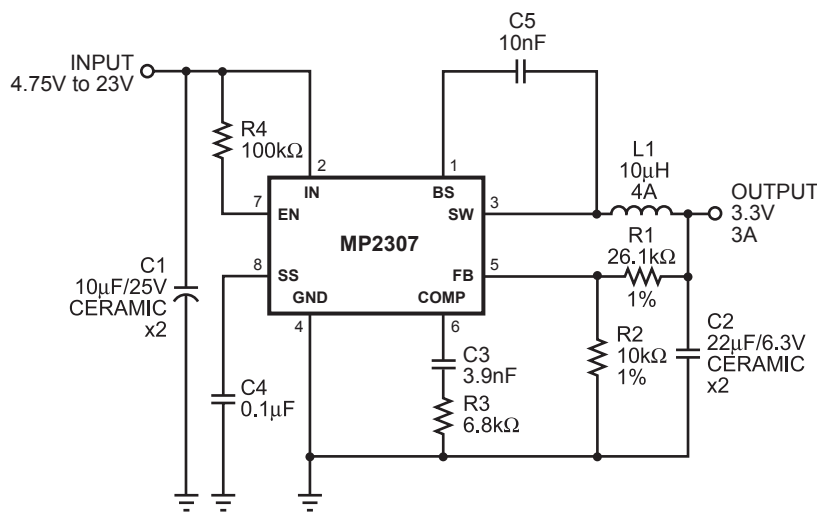 C5
10nF
INPUT
4.75V to 23V
R4
100kΩ
2
1
L1
10μH
4A
IN
BS
7
EN
3
SW
OUTPUT
3.3V
3A
MP2307
R1
26.1kΩ
1%
C1
10μF/25V
CERAMIC
x2
8
SS
5
FB
GND
COMP
4
6
C3
3.9nF
R2
10kΩ
1%
C2
22μF/6.3V
CERAMIC
x2
C4
0.1μF
R3
6.8kΩ